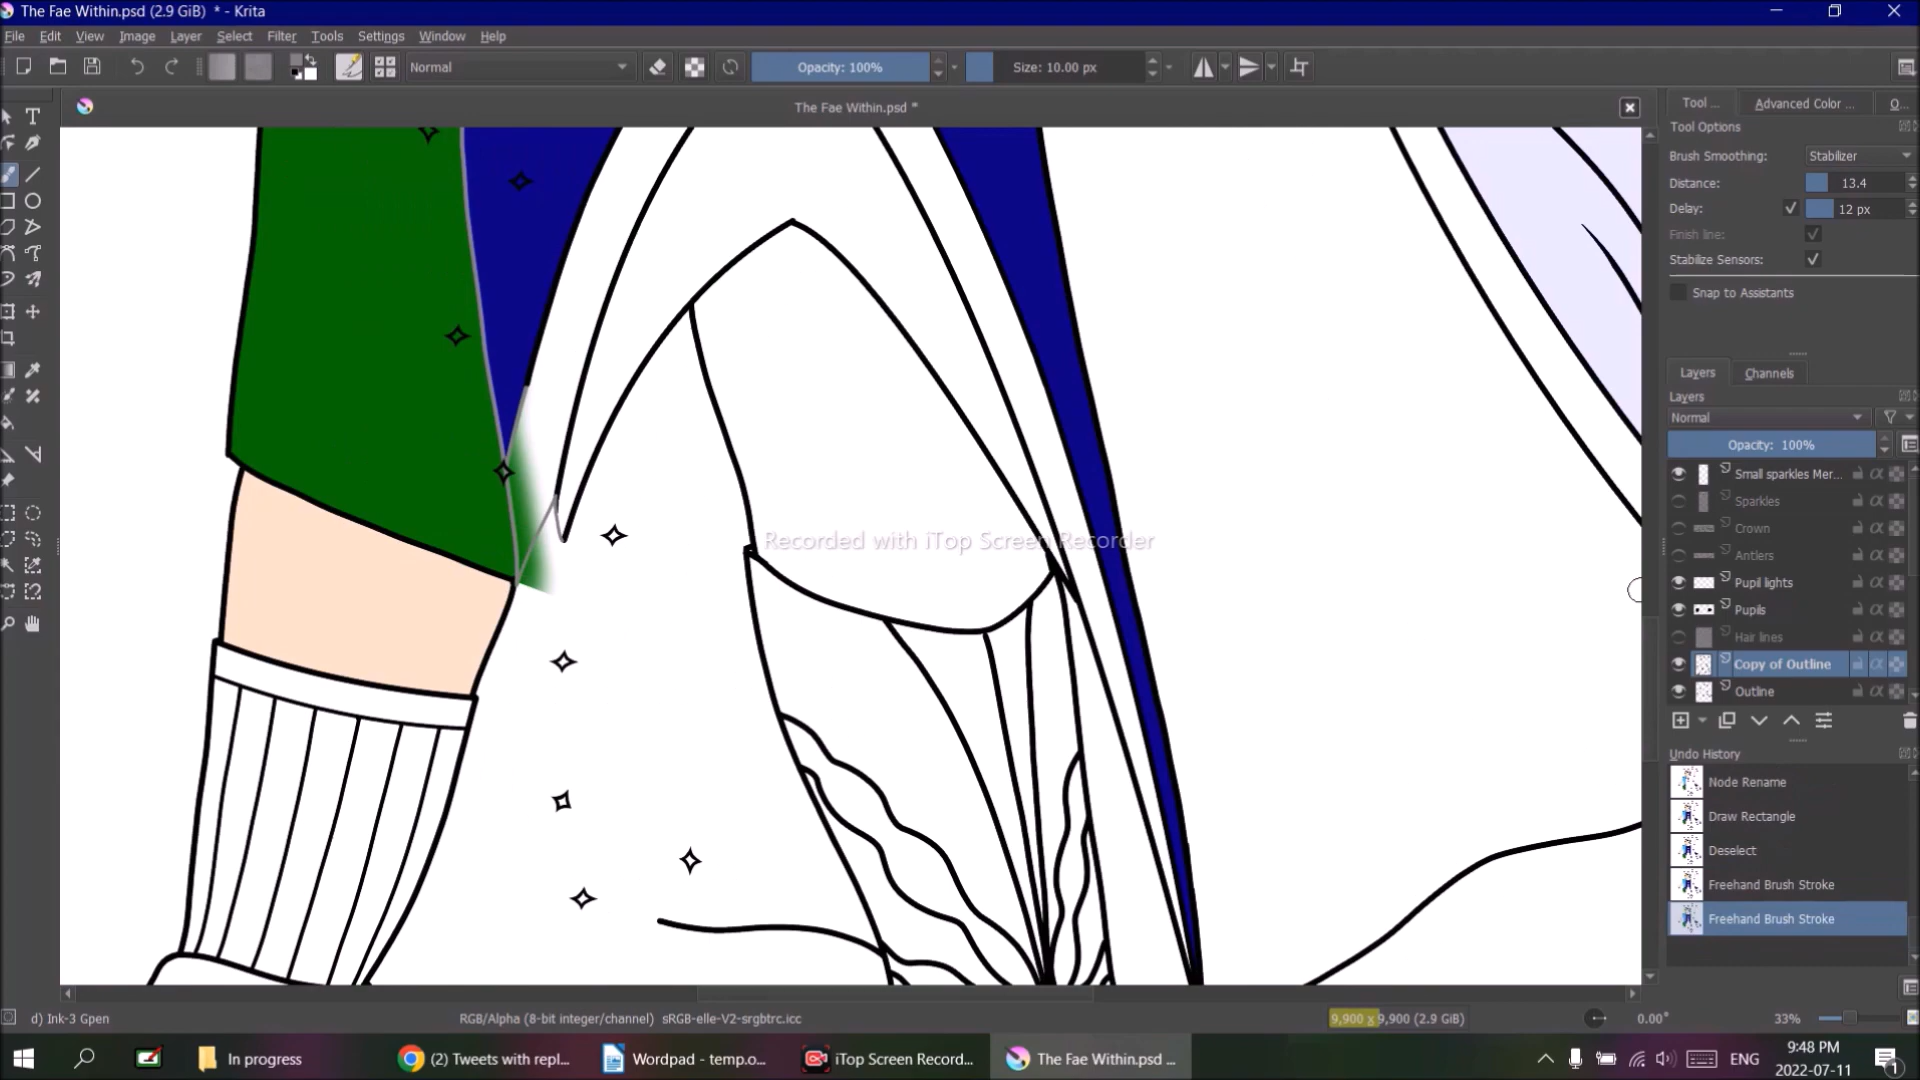 The Fae Within.psd (2.9 GiB) * - Krita
File Edit View Image Layer Select Filter Tools Settings Window Help
Normal Opacity: 100% Size: 10.00 px
The Fae Within.psd *
Tool ... Advanced Color ... O...
Tool Options
Brush Smoothing: Stabilizer
Distance: 13.4
Delay: 12 px
Finish line:
Stabilize Sensors:
Snap to Assistants
Layers Channels
Layers
Normal
Opacity: 100%
Small sparkles Mer...
Sparkles
Crown
Antlers
Pupil lights
Pupils
Hair lines
Copy of Outline
Outline
Undo History
Node Rename
Draw Rectangle
Deselect
Freehand Brush Stroke
Freehand Brush Stroke
Recorded with iTop Screen Recorder
d) Ink-3 Gpen RGB/Alpha (8-bit integer/channel) sRGB-elle-V2-srgbtrc.icc 9,900 x 9,900 (2.9 GiB) 0.00° 33%
In progress (2) Tweets with repl... Wordpad - temp.o... iTop Screen Record... The Fae Within.psd ... ENG 9:48 PM
2022-07-11 1